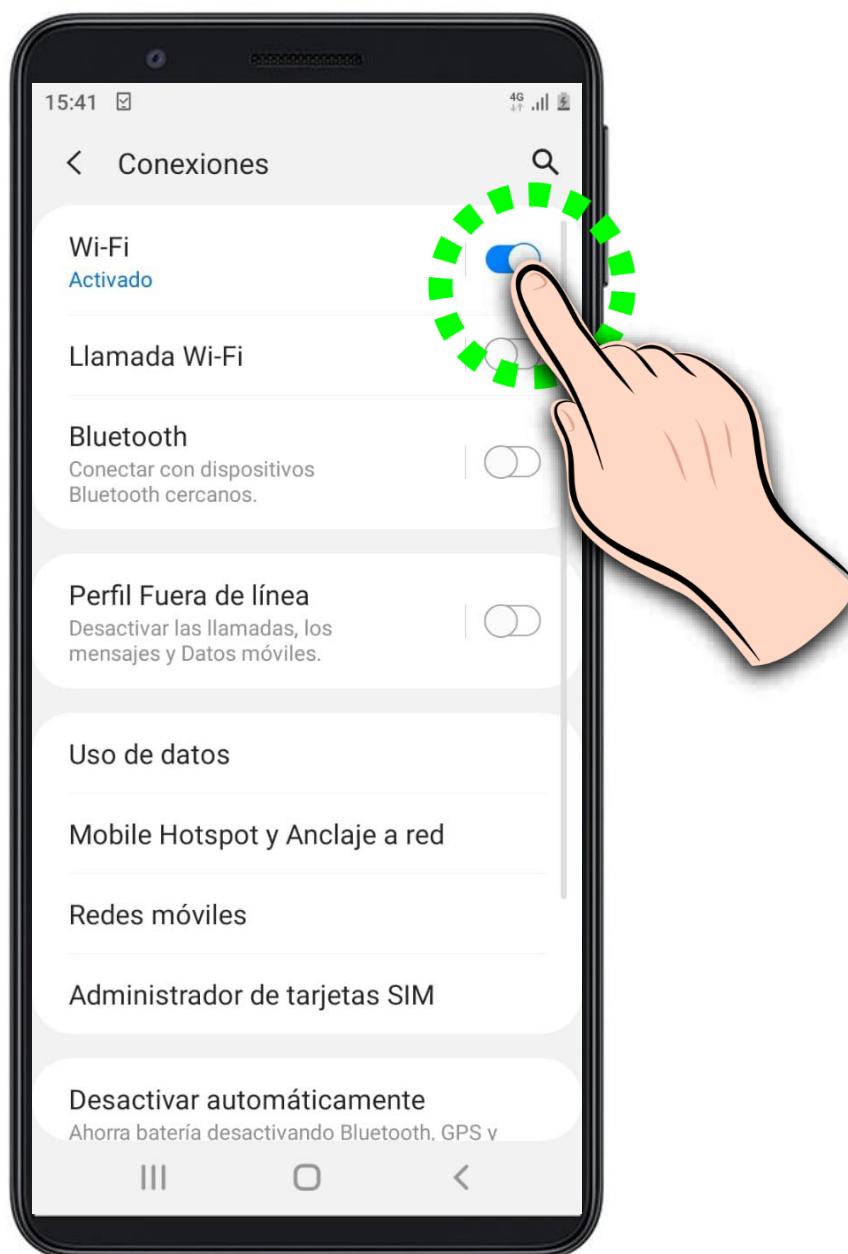 15:41
4G
Conexiones
Wi-Fi
Activado
Llamada Wi-Fi
Bluetooth
Conectar con dispositivos
Bluetooth cercanos.
Perfil Fuera de línea
Desactivar las llamadas, los
mensajes y Datos móviles.
Uso de datos
Mobile Hotspot y Anclaje a red
Redes móviles
Administrador de tarjetas SIM
Desactivar automáticamente
Ahorra batería desactivando Bluetooth, GPS y